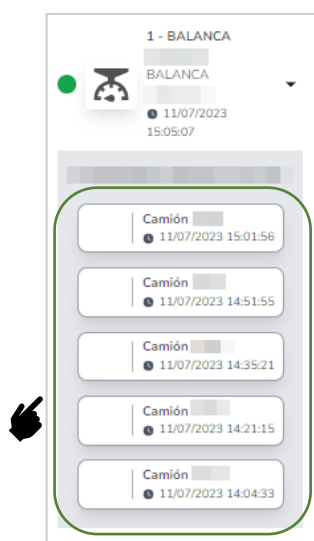 1 - BALANCA
BALANCA
11/07/2023
15:05:07
Camión
11/07/2023 15:01:56
Camión
11/07/2023 14:51:55
Camión
11/07/2023 14:35:21
Camión
11/07/2023 14:21:15
Camión
11/07/2023 14:04:33